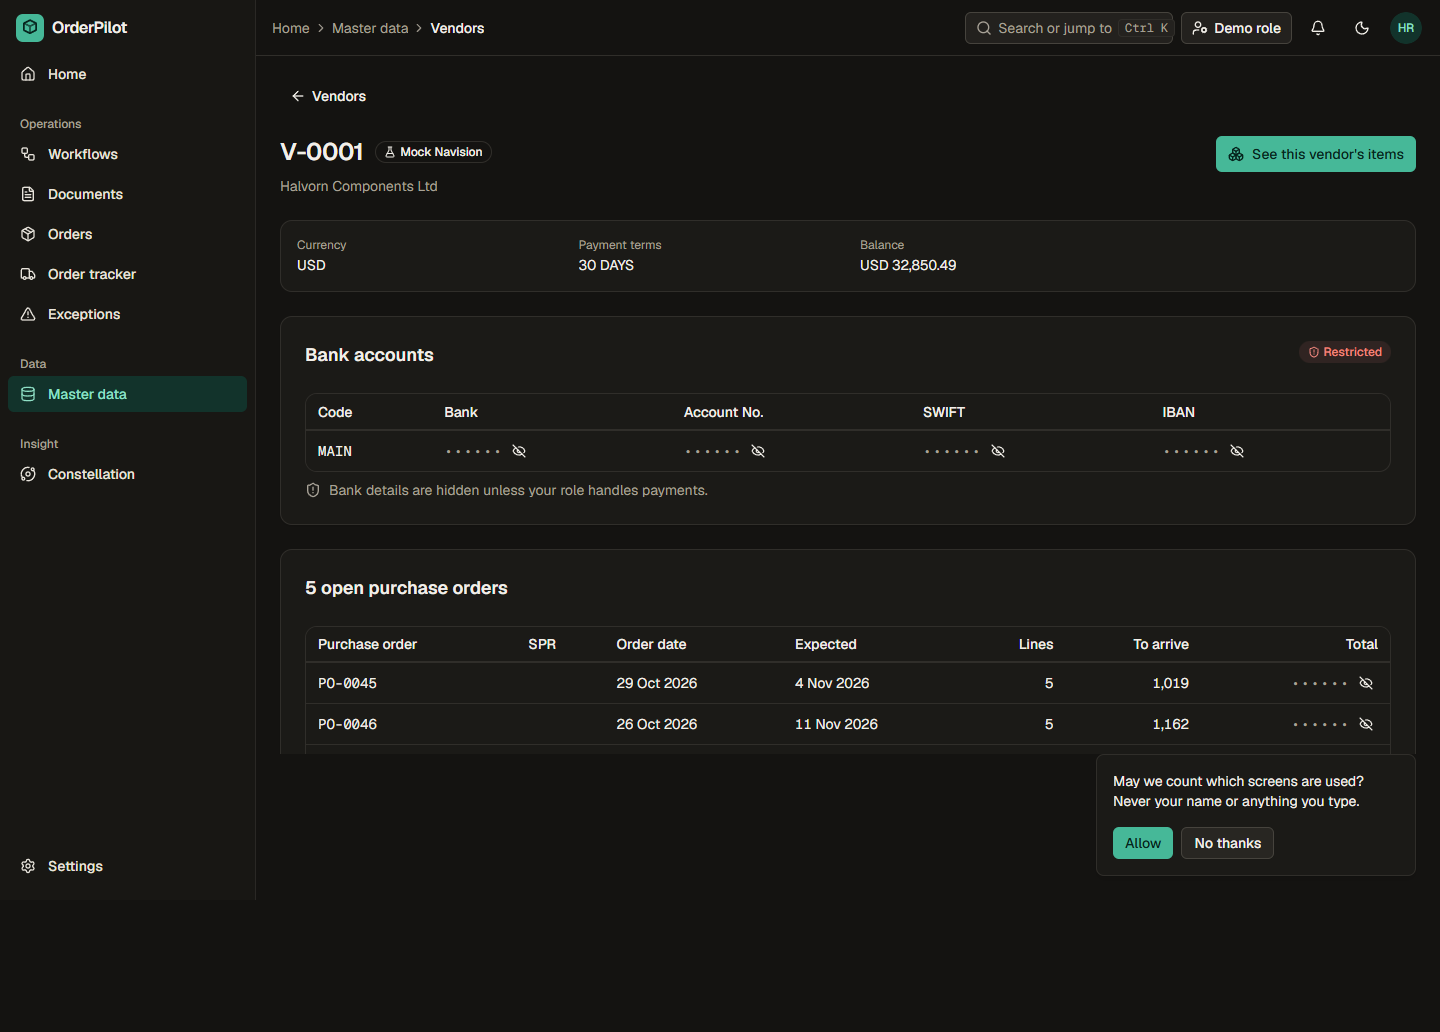 OrderPilot
Home
Operations
Workflows
Documents
Orders
Order tracker
Exceptions
Data
Master data
Insight
Constellation
Settings
Home > Master data > Vendors
Search or jump to Ctrl K
Demo role
HR
← Vendors
V-0001 Mock Navision
See this vendor's items
Halvorn Components Ltd
Currency Payment terms Balance
USD 30 DAYS USD 32,850.49
Bank accounts
Restricted
Code Bank Account No. SWIFT IBAN
MAIN •••••• •••••• •••••• ••••••
Bank details are hidden unless your role handles payments.
5 open purchase orders
Purchase order SPR Order date Expected Lines To arrive Total
PO-0045 29 Oct 2026 4 Nov 2026 5 1,019 ••••••
PO-0046 26 Oct 2026 11 Nov 2026 5 1,162 ••••••
May we count which screens are used?
Never your name or anything you type.
Allow No thanks